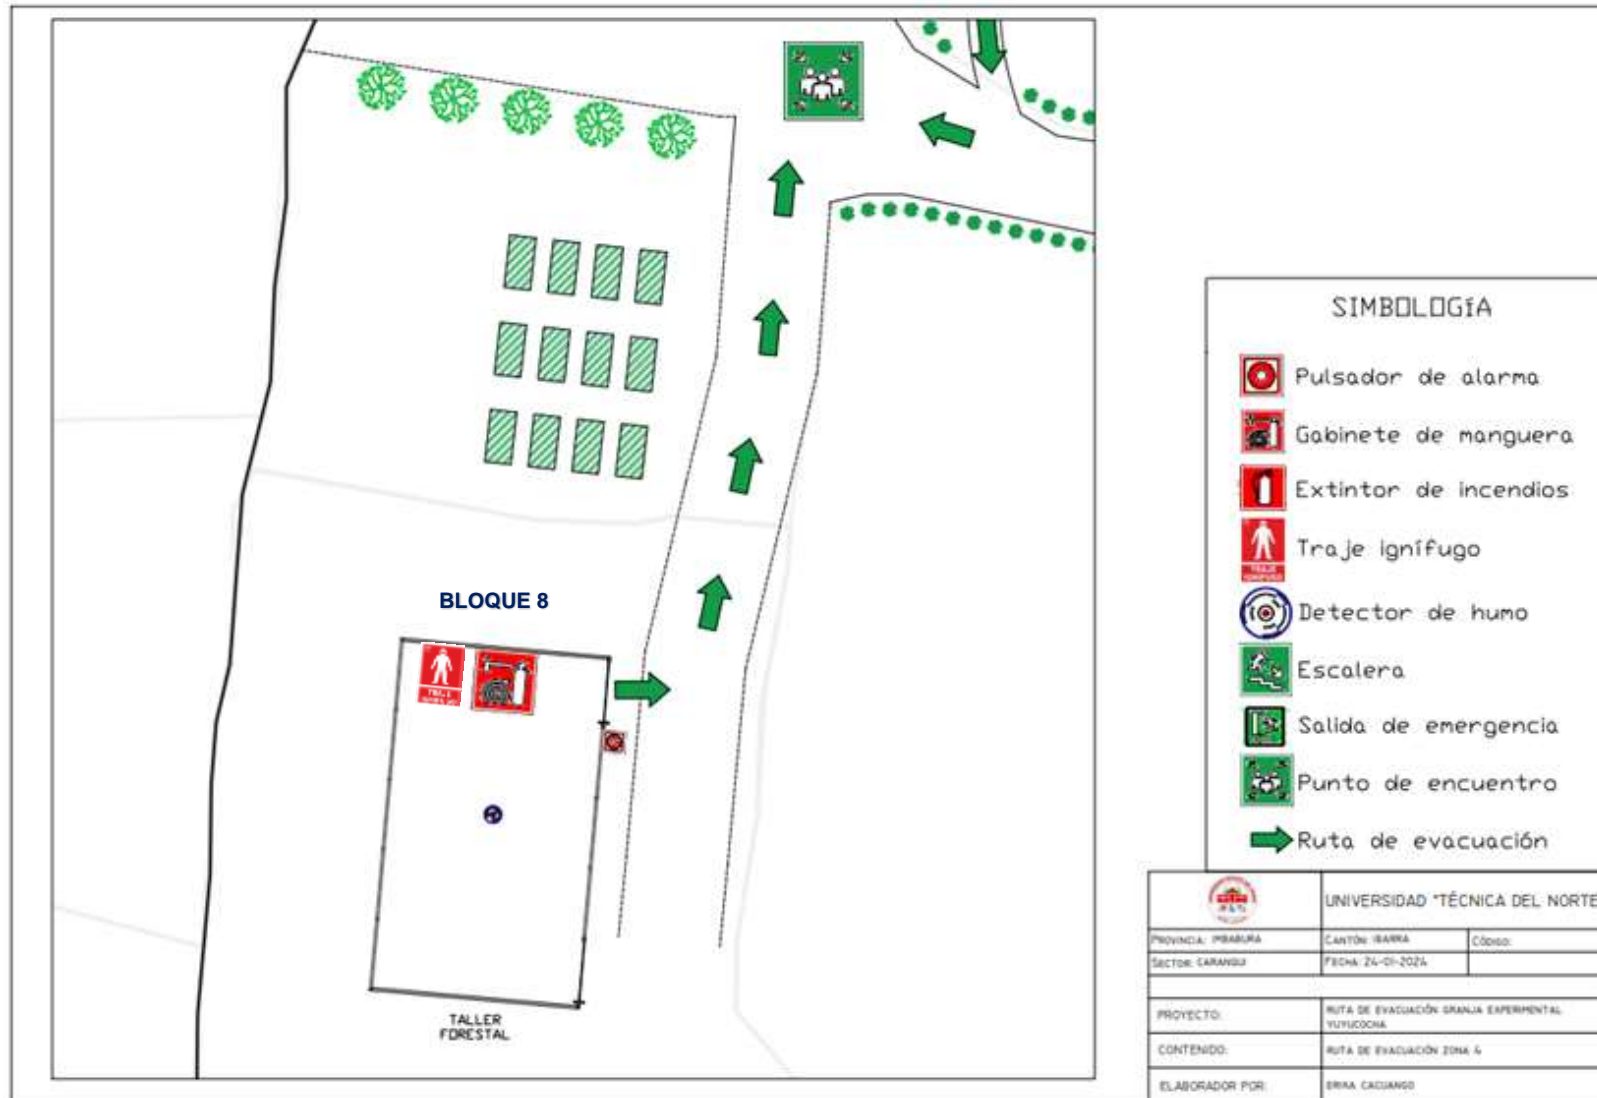 BLOQUE 8
TALLER
FORESTAL
SIMBOLOGíA
Pulsador de alarma
Gabinete de manguera
Extintor de incendios
Traje ignífugo
TRAJE
IGNIFUGO
Detector de humo
Escalera
Salida de emergencia
Punto de encuentro
Ruta de evacuación
UNIVERSIDAD "TÉCNICA DEL NORTE
PROVINCIA: IMBABURA
CANTÓN: IBARRA
CÓDIGO:
SECTOR: CARANQUI
FECHA: 24-01-2024
PROYECTO:
RUTA DE EVACUACIÓN GRANJA EXPERIMENTAL
YUYUCOCHA
CONTENIDO:
RUTA DE EVACUACIÓN ZONA 4
ELABORADOR POR:
ERIKA CACUANGO